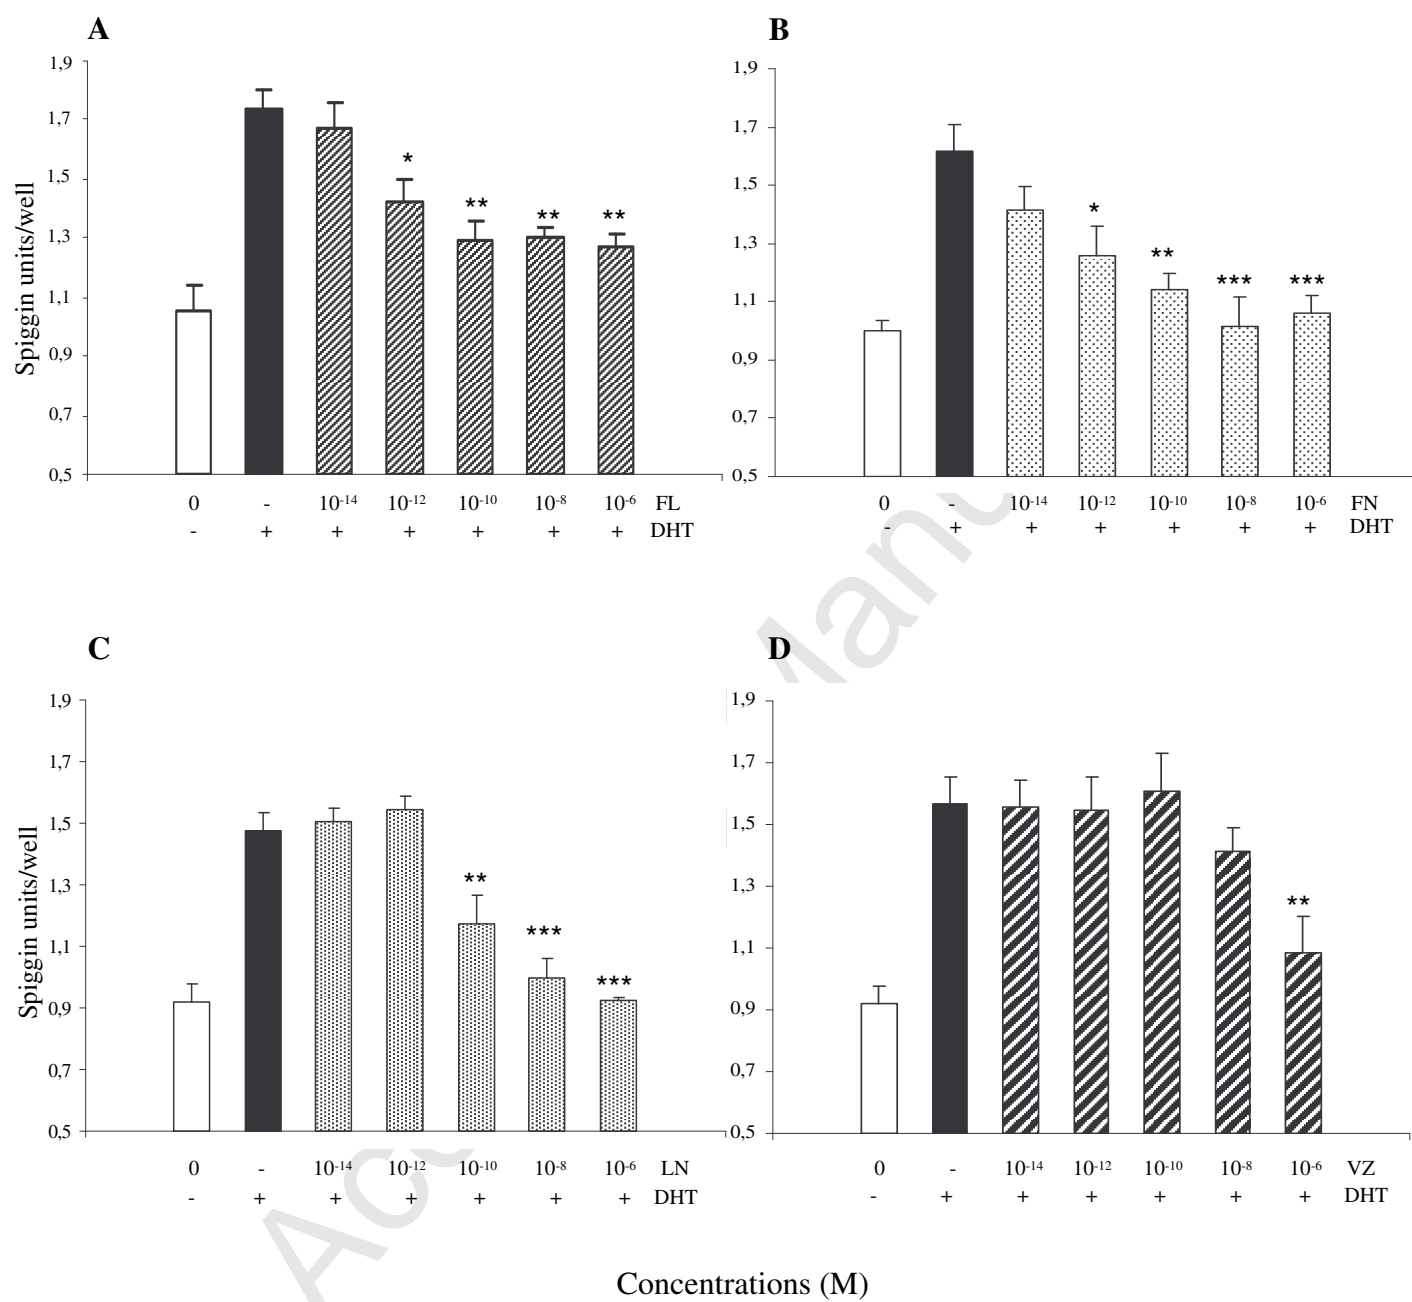 A
1,9
1,7
1,5
1,3
1,1
0,9
0,7
0,5
Spiggin units/well
*
**
**
**
0 - 10-14 10-12 10-10 10-8 10-6 FL
- + + + + + + DHT
B
1,9
1,7
1,5
1,3
1,1
0,9
0,7
0,5
*
**
***
***
0 - 10-14 10-12 10-10 10-8 10-6 FN
- + + + + + + DHT
C
1,9
1,7
1,5
1,3
1,1
0,9
0,7
0,5
Spiggin units/well
**
***
***
0 - 10-14 10-12 10-10 10-8 10-6 LN
- + + + + + + DHT
D
1,9
1,7
1,5
1,3
1,1
0,9
0,7
0,5
**
0 - 10-14 10-12 10-10 10-8 10-6 VZ
- + + + + + + DHT
Concentrations (M)